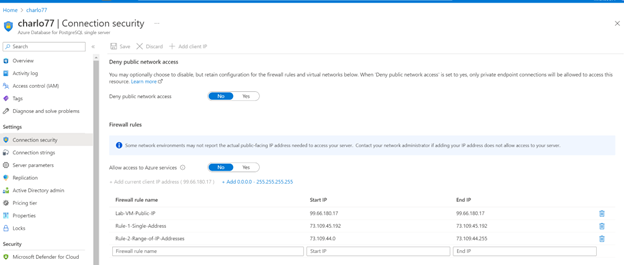 Home > charlo77 >
charlo77 | Connection security ...
Azure Database for PostgreSQL single server
Search
Save
Discard
Add client IP
Overview
Activity log
Access control (IAM)
Tags
Diagnose and solve problems
Settings
Connection security
Connection strings
Server parameters
Replication
Active Directory admin
Pricing tier
Properties
Locks
Security
Microsoft Defender for Cloud
Deny public network access
You may optionally choose to disable, but retain configuration for the firewall rules and virtual networks below. When 'Deny public network access' is set to yes, only private endpoint connections will be allowed to access this
resource. Learn more
Deny public network access
No Yes
Firewall rules
Some network environments may not report the actual public-facing IP address needed to access your server. Contact your network administrator if adding your IP address does not allow access to your server.
Allow access to Azure services
No Yes
+ Add current client IP address ( 99.66.180.17 )
+ Add 0.0.0.0 - 255.255.255.255
Firewall rule name Start IP End IP
Lab-VM-Public-IP 99.66.180.17 99.66.180.17
Rule-1-Single-Address 73.109.45.192 73.109.45.192
Rule-2-Range-of-IP-Addresses 73.109.44.0 73.109.44.255
Firewall rule name Start IP End IP